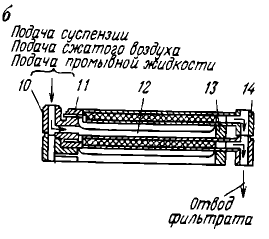 б
Подача суспензии
Подача сжатого воздуха
Подача промывной жидкости
10 11 12 13 14
Отвод
фильтрата